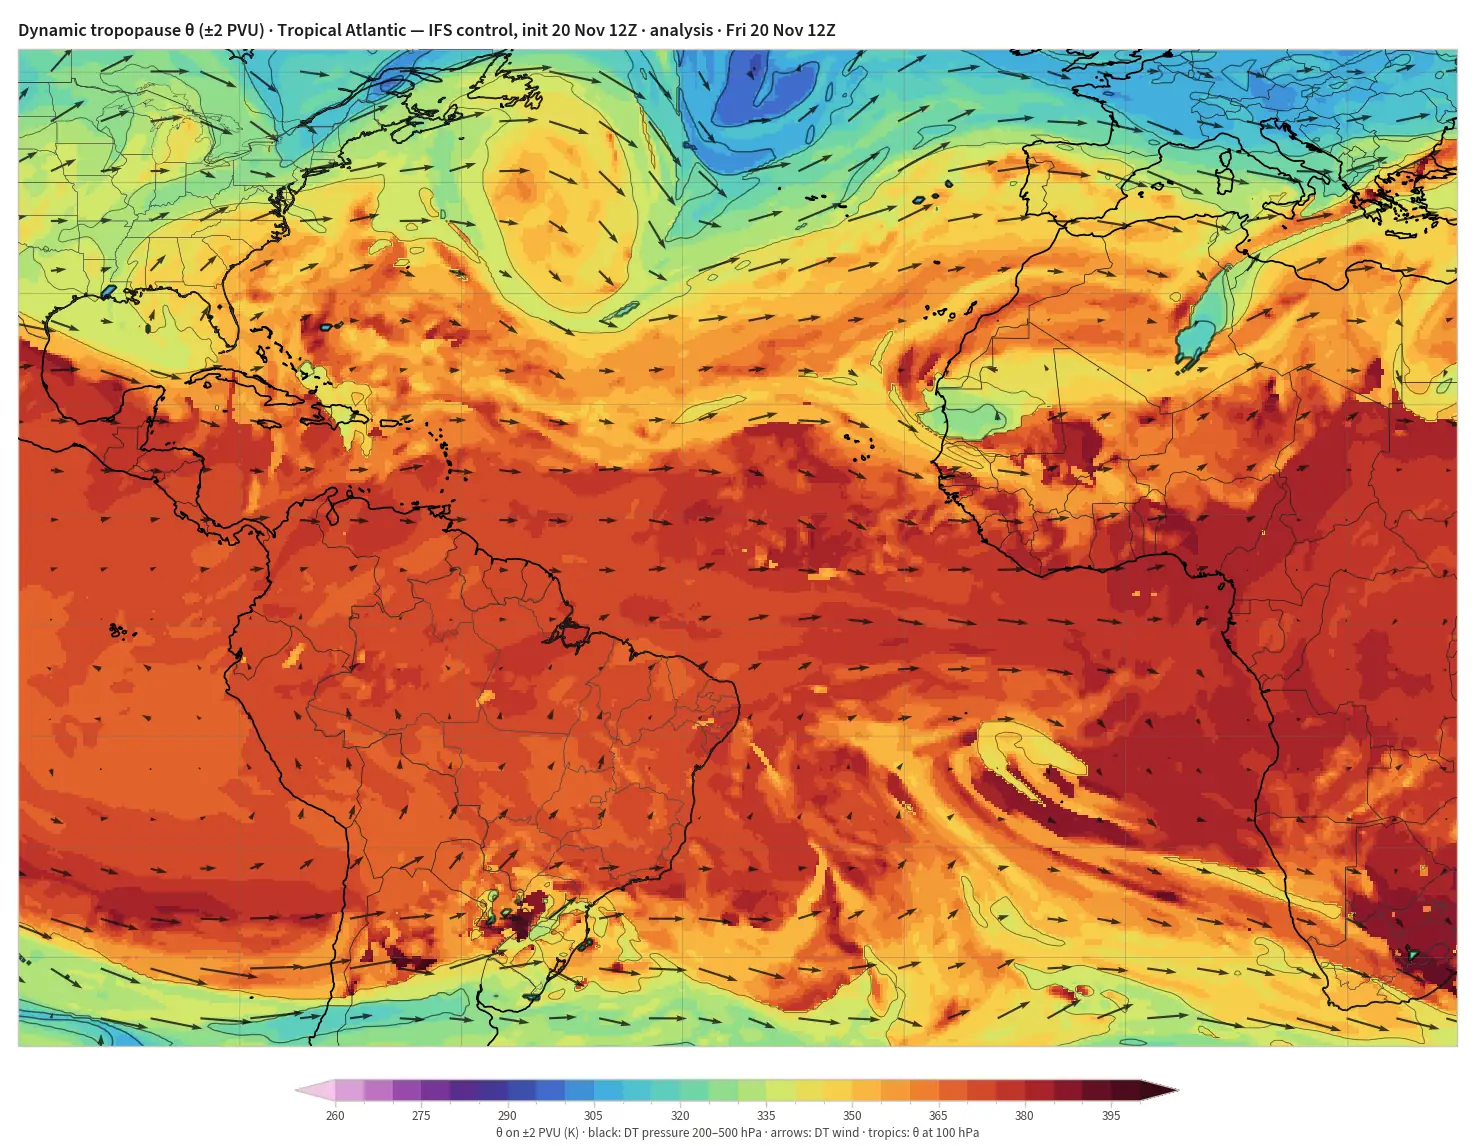 Dynamic tropopause θ (±2 PVU) · Tropical Atlantic — IFS control, init 20 Nov 12Z · analysis · Fri 20 Nov 12Z
260 275 290 305 320 335 350 365 380 395
θ on ±2 PVU (K) · black: DT pressure 200–500 hPa · arrows: DT wind · tropics: θ at 100 hPa